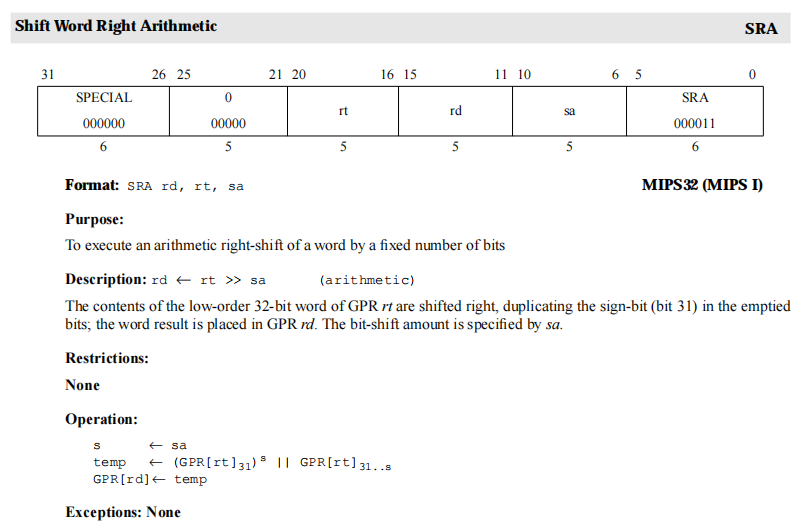 Shift Word Right Arithmetic SRA
31 26 25 21 20 16 15 11 10 6 5 0
SPECIAL 0 rt rd sa SRA
000000 00000 000011
6 5 5 5 5 6
Format: SRA rd, rt, sa MIPS32 (MIPS I)
Purpose:
To execute an arithmetic right-shift of a word by a fixed number of bits
Description: rd ← rt >> sa (arithmetic)
The contents of the low-order 32-bit word of GPR rt are shifted right, duplicating the sign-bit (bit 31) in the emptied
bits; the word result is placed in GPR rd. The bit-shift amount is specified by sa.
Restrictions:
None
Operation:
s ← sa
temp ← (GPR[rt]31)s || GPR[rt]31..s
GPR[rd]← temp
Exceptions: None